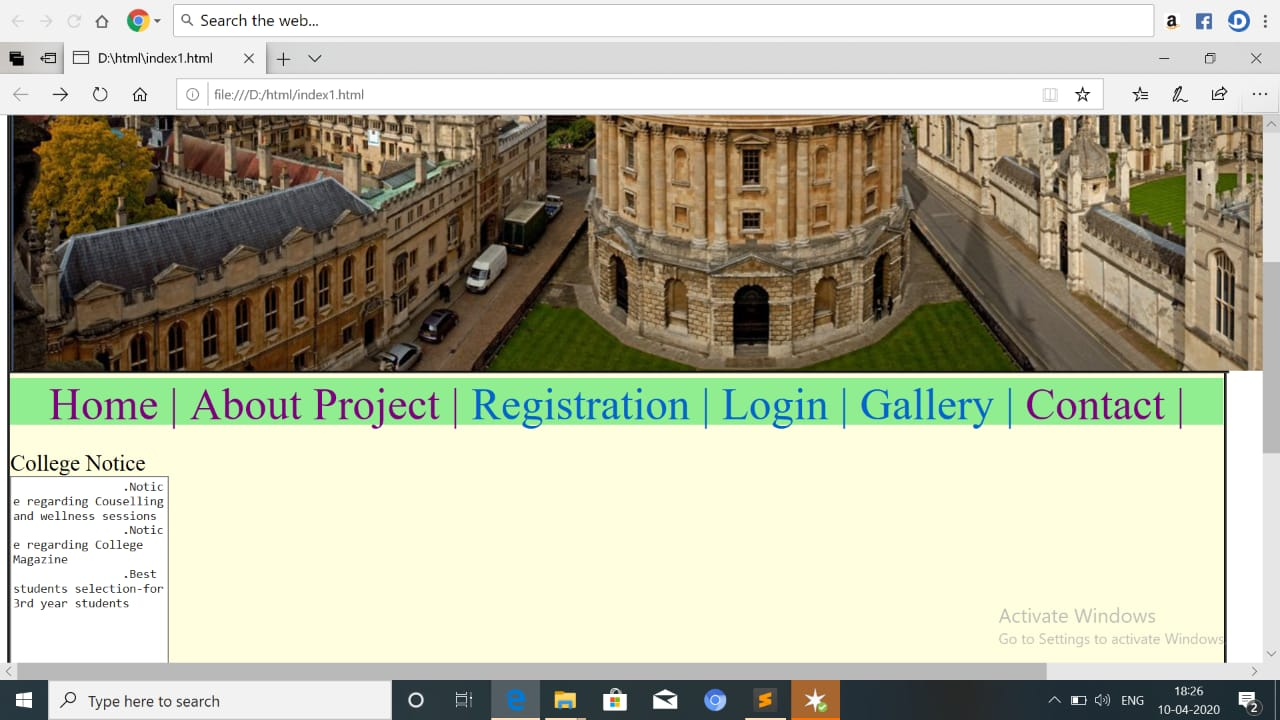 Search the web...
D:\html\index1.html
file:///D:/html/index1.html
Home | About Project | Registration | Login | Gallery | Contact |
College Notice
.Notic
e regarding Couselling
and wellness sessions
.Notic
e regarding College
Magazine
.Best
students selection-for
3rd year students
Activate Windows
Go to Settings to activate Windows
Type here to search
ENG
18:26
10-04-2020
2